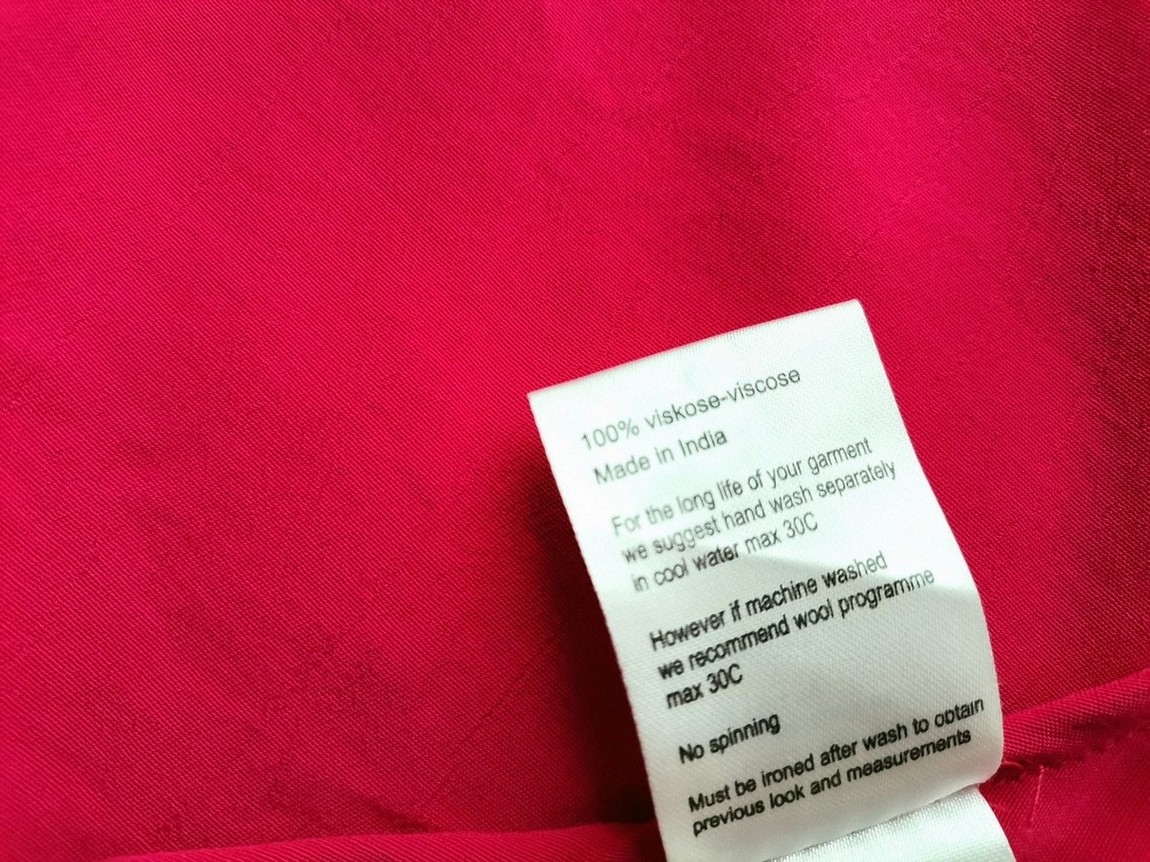 100% viskose-viscose
Made in India
For the long life of your garment
we suggest hand wash separately
in cool water max 30C
However if machine washed
we recommend wool programme
max 30C
No spinning
Must be ironed after wash to obtain
previous look and measurements